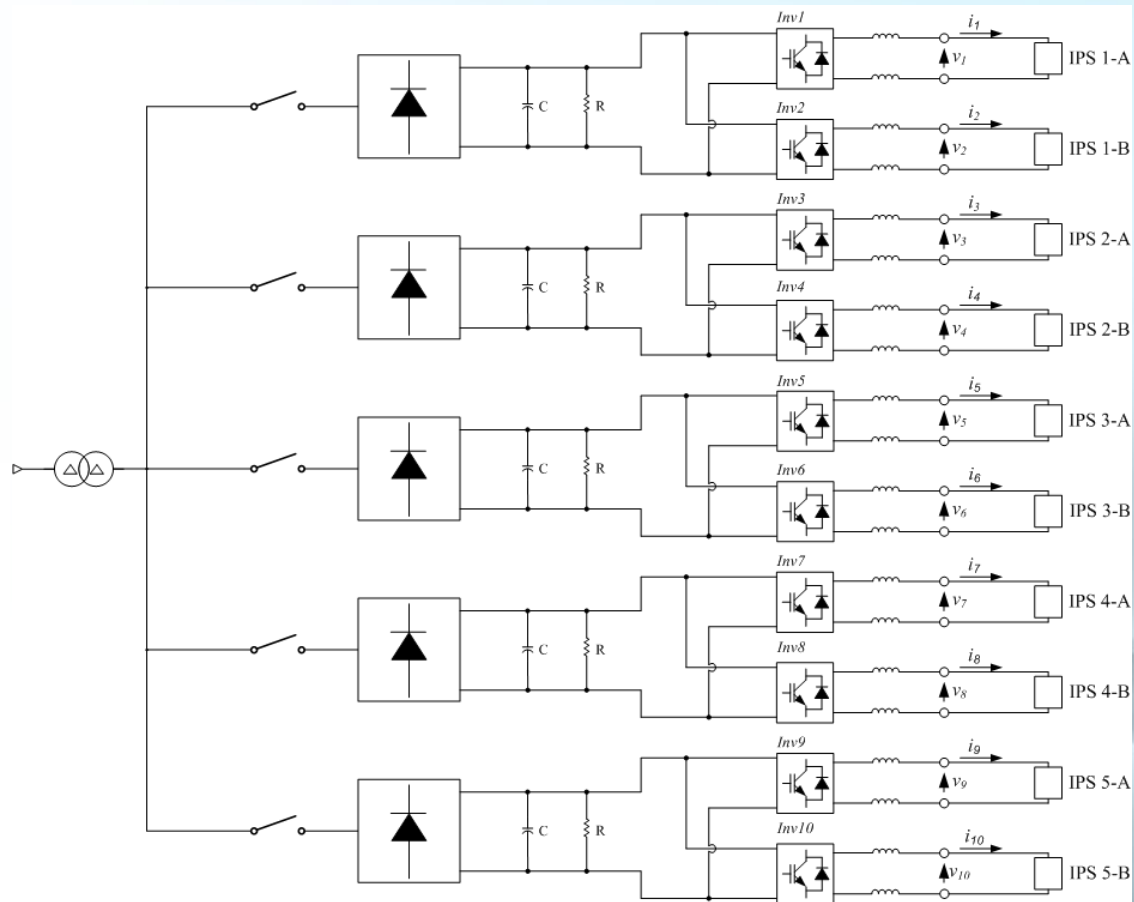 Inv1
i1
C R v1 IPS 1-A
Inv2
i2
v2 IPS 1-B
Inv3
i3
C R v3 IPS 2-A
Inv4
i4
v4 IPS 2-B
Inv5
i5
C R v5 IPS 3-A
Inv6
i6
v6 IPS 3-B
Inv7
i7
C R v7 IPS 4-A
Inv8
i8
v8 IPS 4-B
Inv9
i9
C R v9 IPS 5-A
Inv10
i10
v10 IPS 5-B